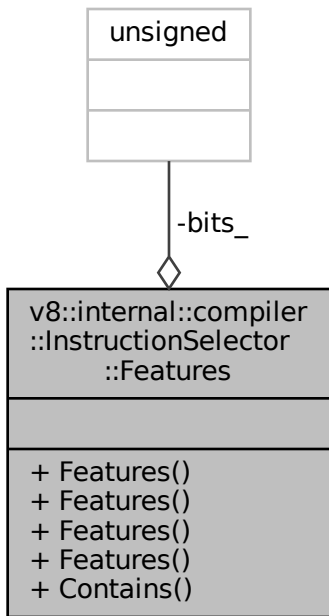 unsigned
-bits_
v8::internal::compiler
::InstructionSelector
::Features
+ Features()
+ Features()
+ Features()
+ Features()
+ Contains()